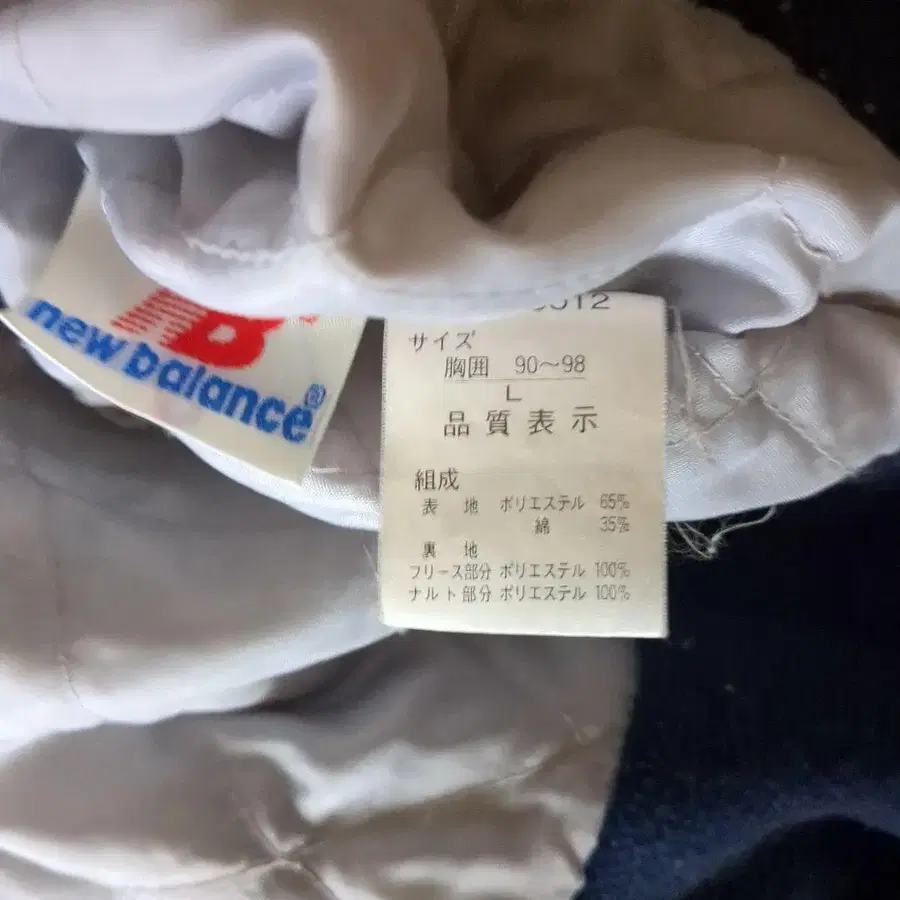 NB
new balance®
サイズ
胸囲 90～98
L
品質表示
組成
表 地 ポリエステル 65%
綿 35%
裏 地
フリース部分 ポリエステル 100%
ナルト部分 ポリエステル 100%